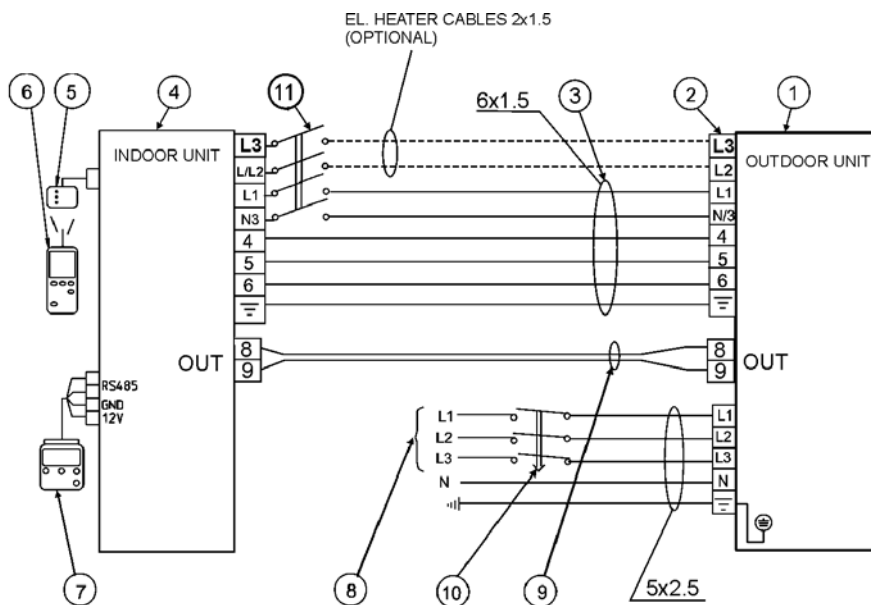 EL. HEATER CABLES 2x1.5
(OPTIONAL)
6 5 4 11 6x1.5 3 2 1
INDOOR UNIT
OUTDOOR UNIT
L3 L3
L/L2 L2
L1 L1
N3 N/3
4 4
5 5
6 6
OUT 8 8 OUT
9 9
RS485
GND
12V
L1 L1
L2 L2
L3 L3
N N
7 8 10 9 5x2.5